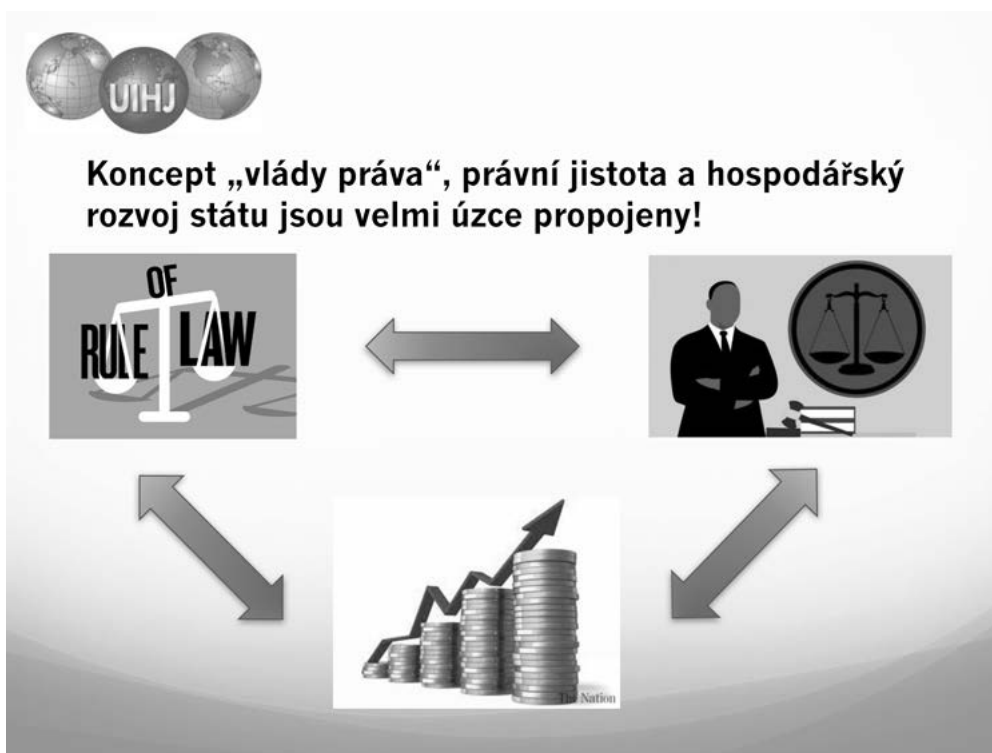 UIHJ
Koncept „vlády práva“, právní jistota a hospodářský
rozvoj státu jsou velmi úzce propojeny!
OF
RULE LAW
The Nation